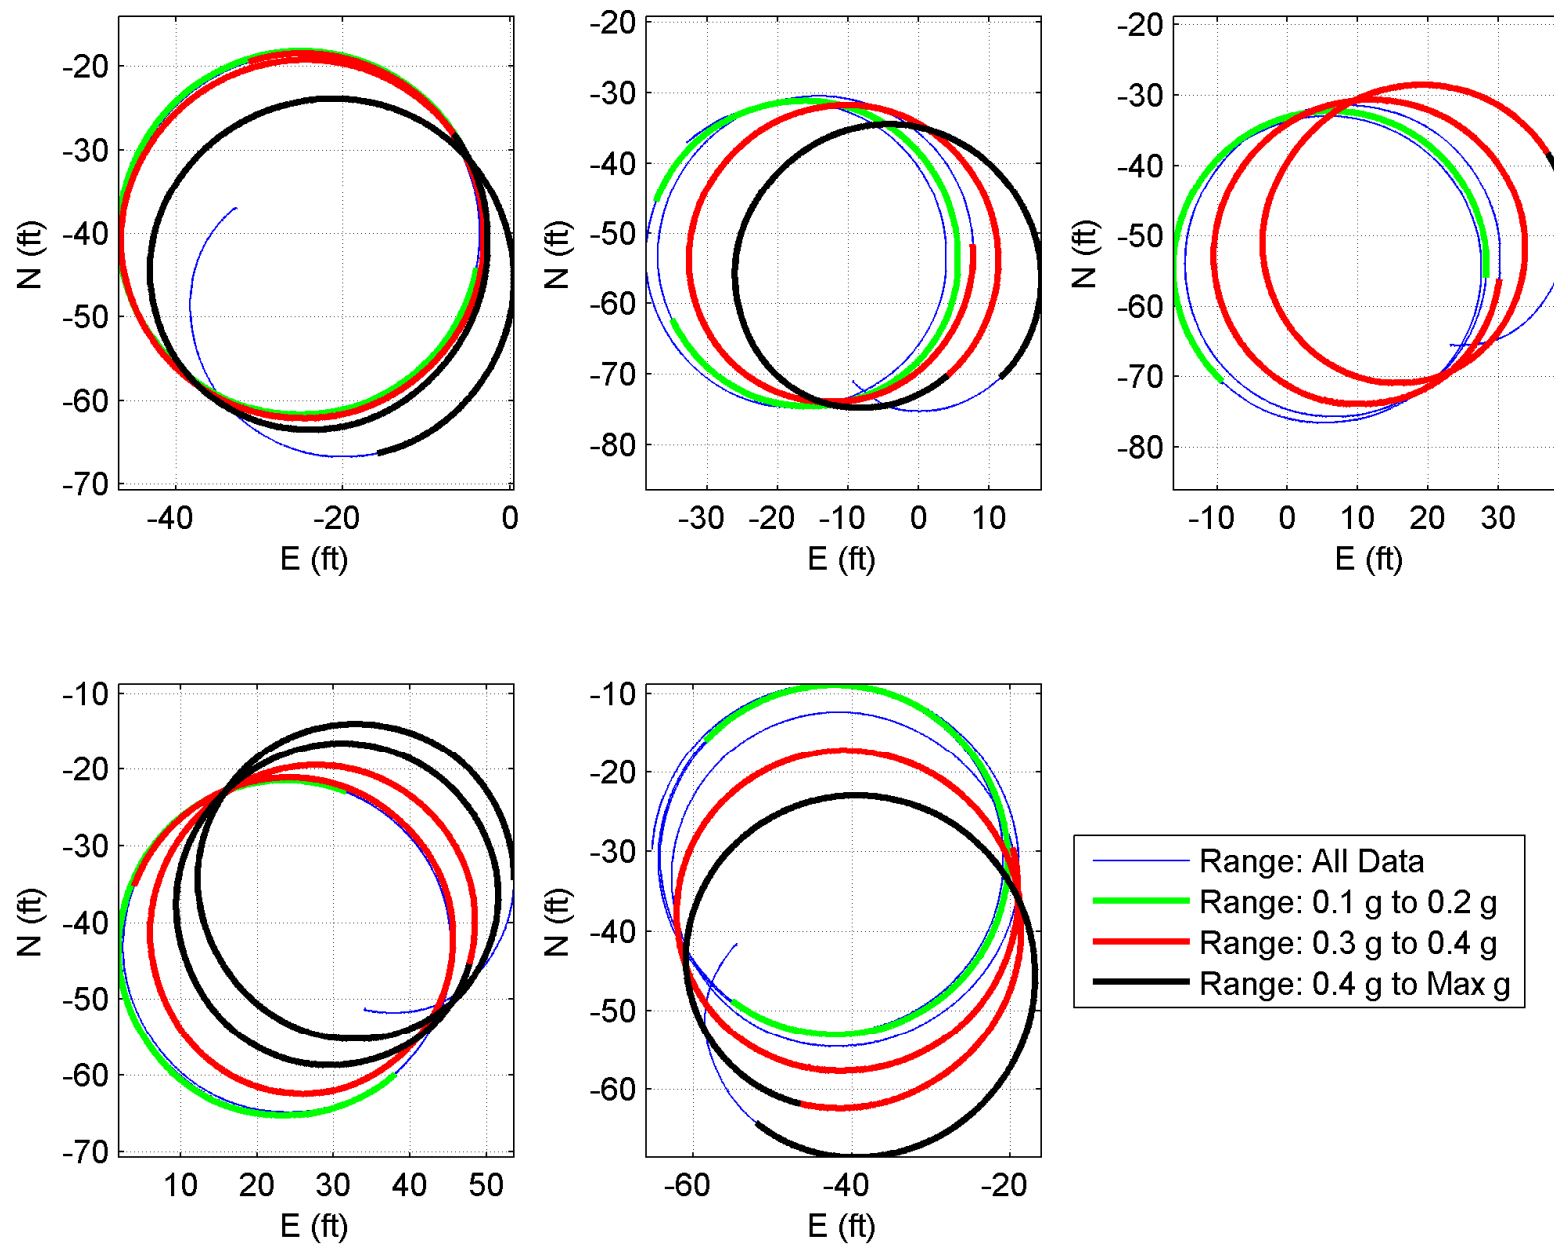 -20
-30
-40
-50
-60
-70
N (ft)
-40 -20 0
E (ft)
-20
-30
-40
-50
-60
-70
-80
N (ft)
-30 -20 -10 0 10
E (ft)
-20
-30
-40
-50
-60
-70
-80
N (ft)
-10 0 10 20 30
E (ft)
-10
-20
-30
-40
-50
-60
-70
N (ft)
10 20 30 40 50
E (ft)
-10
-20
-30
-40
-50
-60
N (ft)
-60 -40 -20
E (ft)
Range: All Data
Range: 0.1 g to 0.2 g
Range: 0.3 g to 0.4 g
Range: 0.4 g to Max g